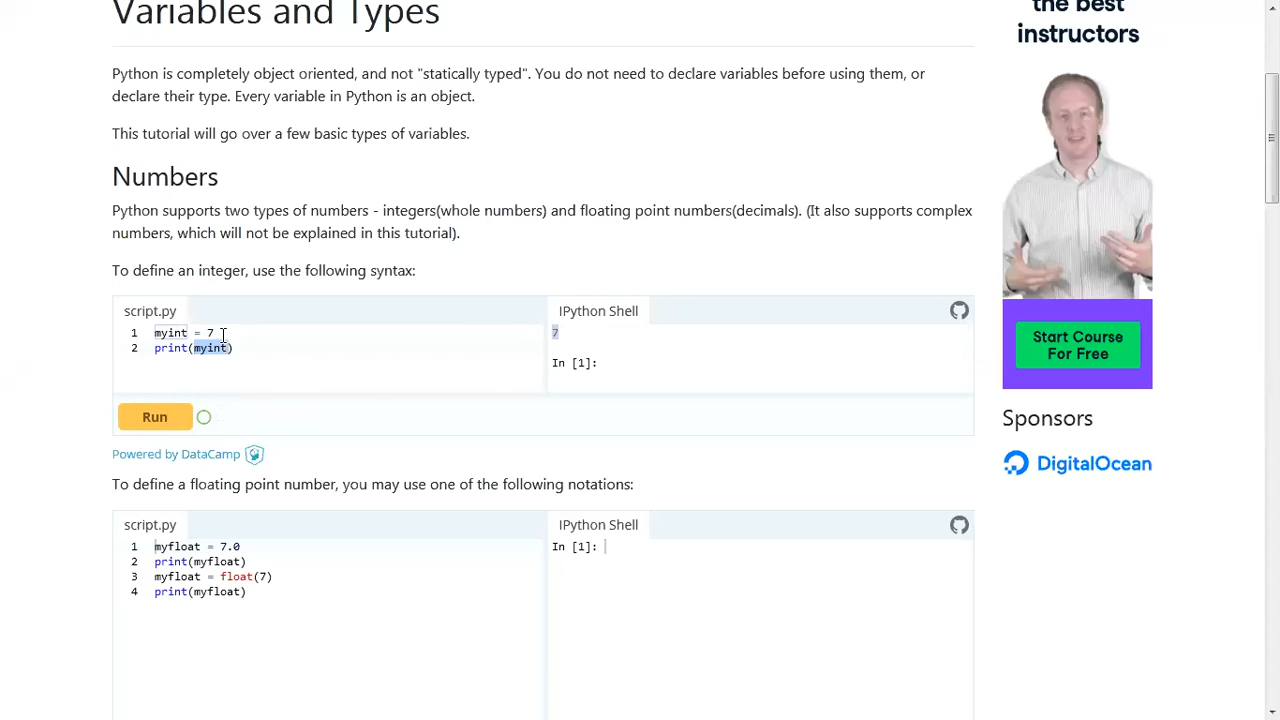 Variables and Types
Python is completely object oriented, and not "statically typed". You do not need to declare variables before using them, or
declare their type. Every variable in Python is an object.
This tutorial will go over a few basic types of variables.
Numbers
Python supports two types of numbers - integers(whole numbers) and floating point numbers(decimals). (It also supports complex
numbers, which will not be explained in this tutorial).
To define an integer, use the following syntax:
script.py
1 myint = 7
2 print(myint)
IPython Shell
7
In [1]:
Run
Powered by DataCamp
To define a floating point number, you may use one of the following notations:
script.py
1 myfloat = 7.0
2 print(myfloat)
3 myfloat = float(7)
4 print(myfloat)
IPython Shell
In [1]:
the best
instructors
Start Course
For Free
Sponsors
DigitalOcean